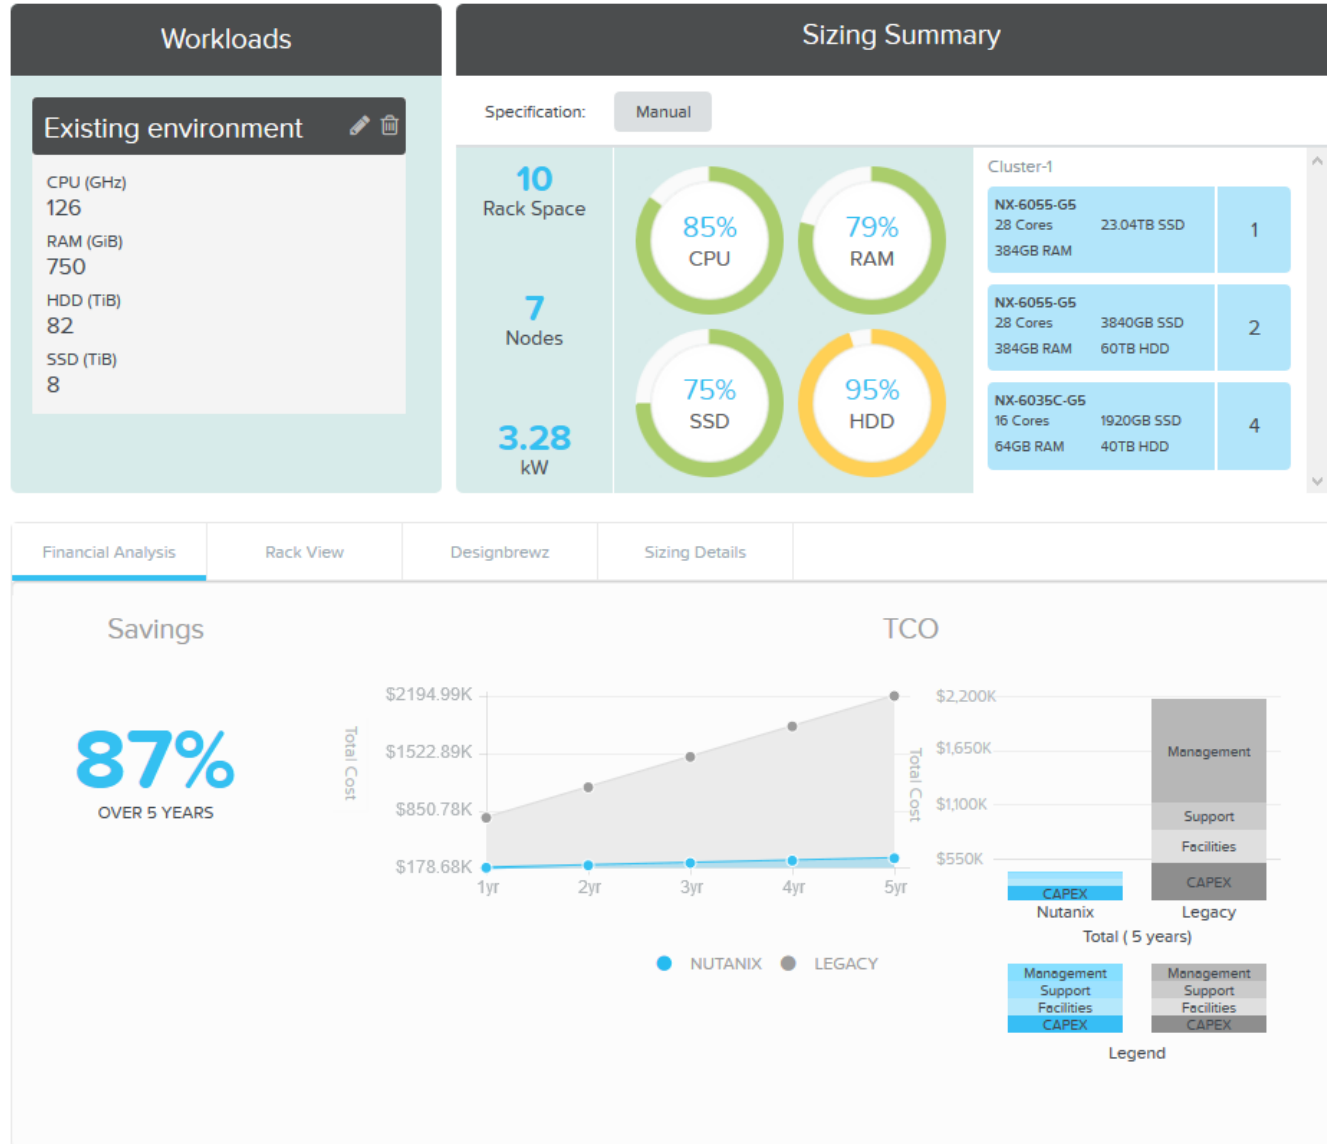 Workloads
Existing environment
CPU (GHz)
126
RAM (GiB)
750
HDD (TiB)
82
SSD (TiB)
8
Sizing Summary
Specification:
Manual
10
Rack Space
7
Nodes
3.28
kW
85%
CPU
79%
RAM
75%
SSD
95%
HDD
Cluster-1
NX-6055-G5
28 Cores 23.04TB SSD
384GB RAM
1
NX-6055-G5
28 Cores 3840GB SSD
384GB RAM 60TB HDD
2
NX-6035C-G5
16 Cores 1920GB SSD
64GB RAM 40TB HDD
4
Financial Analysis
Rack View
Designbrewz
Sizing Details
Savings
87%
OVER 5 YEARS
TCO
Total Cost
$2194.99K
$1522.89K
$850.78K
$178.68K
1yr 2yr 3yr 4yr 5yr
NUTANIX LEGACY
Total Cost
$2,200K
$1,650K
$1,100K
$550K
CAPEX
Nutanix
Management
Support
Facilities
CAPEX
Legacy
Total ( 5 years)
Management
Support
Facilities
CAPEX
Management
Support
Facilities
CAPEX
Legend